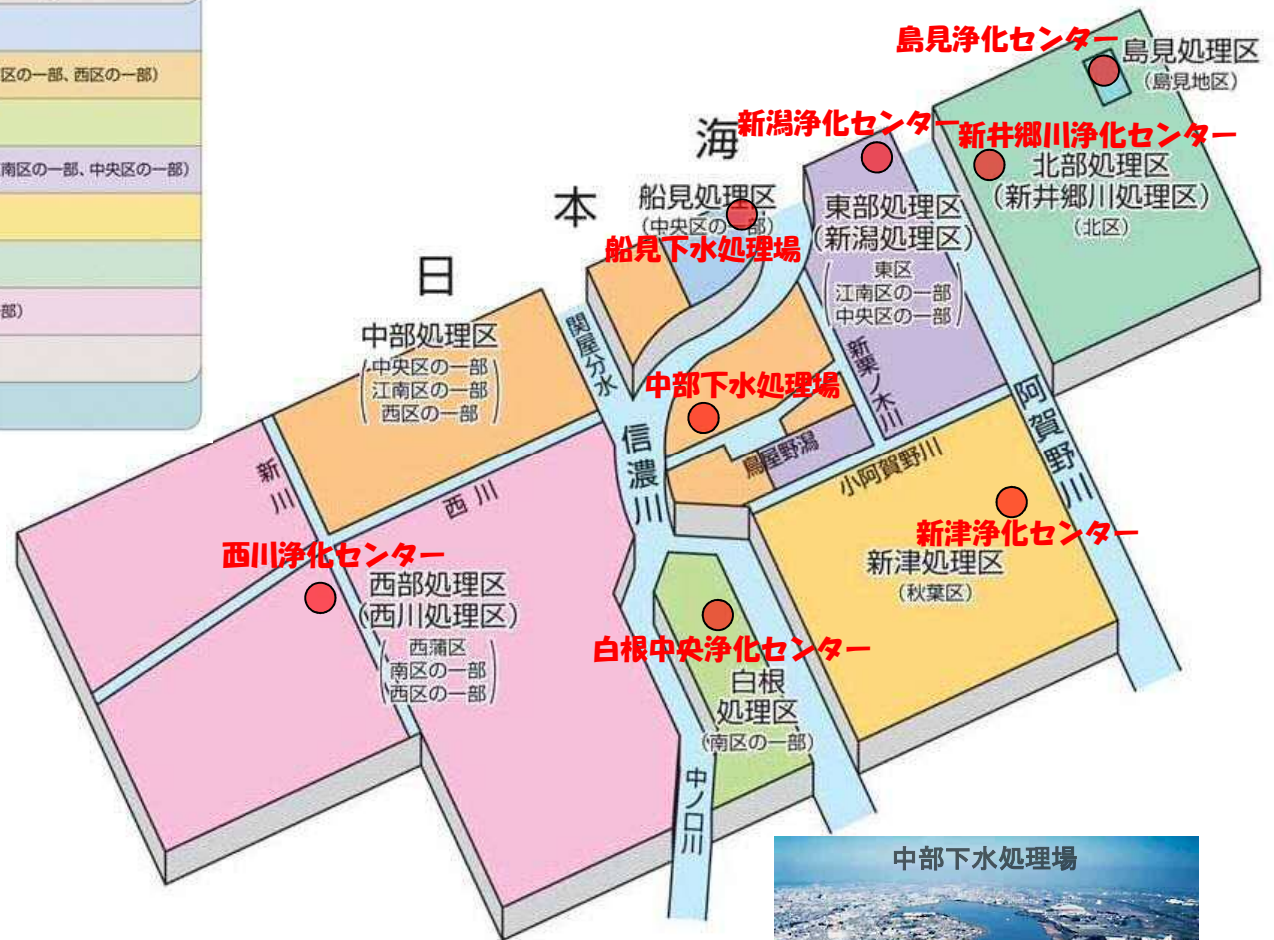 区の一部、西区の一部)
南区の一部、中央区の一部)
部)
島見浄化センター
島見処理区
(島見地区)
新潟浄化センター
新井郷川浄化センター
北部処理区
(新井郷川処理区)
(北区)
日本海
船見処理区
(中央区の一部)
船見下水処理場
東部処理区
(新潟処理区)
東区
江南区の一部
中央区の一部
中部処理区
中央区の一部
江南区の一部
西区の一部
関屋分水
中部下水処理場
新栗ノ木川
鳥屋野潟
信濃川
阿賀野川
小阿賀野川
新川
西川
西川浄化センター
西部処理区
(西川処理区)
西蒲区
南区の一部
西区の一部
新津浄化センター
新津処理区
(秋葉区)
白根中央浄化センター
白根
処理区
(南区の一部)
中ノ口川
中部下水処理場